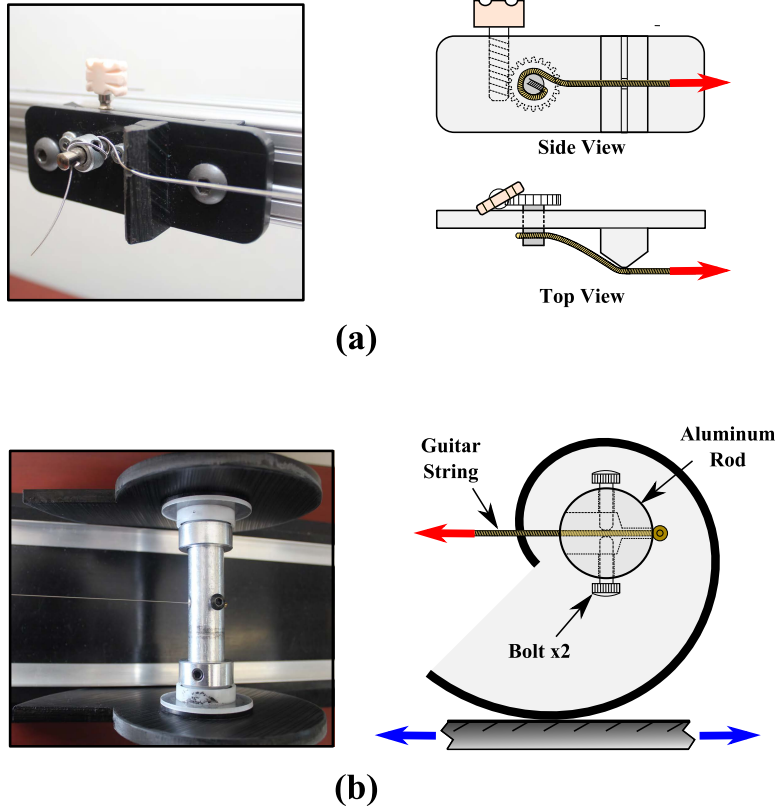 Side View
Top View
(a)
Guitar
String
Aluminum
Rod
Bolt x2
(b)